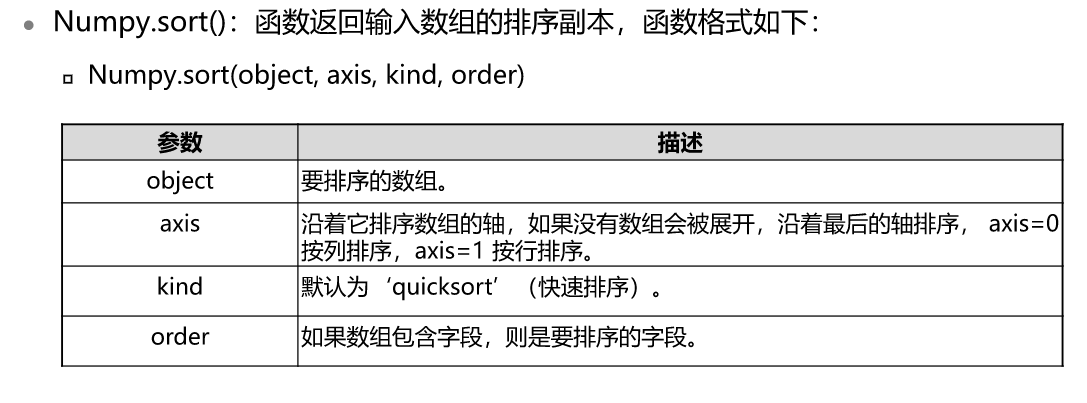 Numpy.sort()：函数返回输入数组的排序副本，函数格式如下：
Numpy.sort(object, axis, kind, order)
参数 描述
object 要排序的数组。
axis 沿着它排序数组的轴，如果没有数组会被展开，沿着最后的轴排序， axis=0
按列排序，axis=1 按行排序。
kind 默认为‘quicksort’（快速排序）。
order 如果数组包含字段，则是要排序的字段。